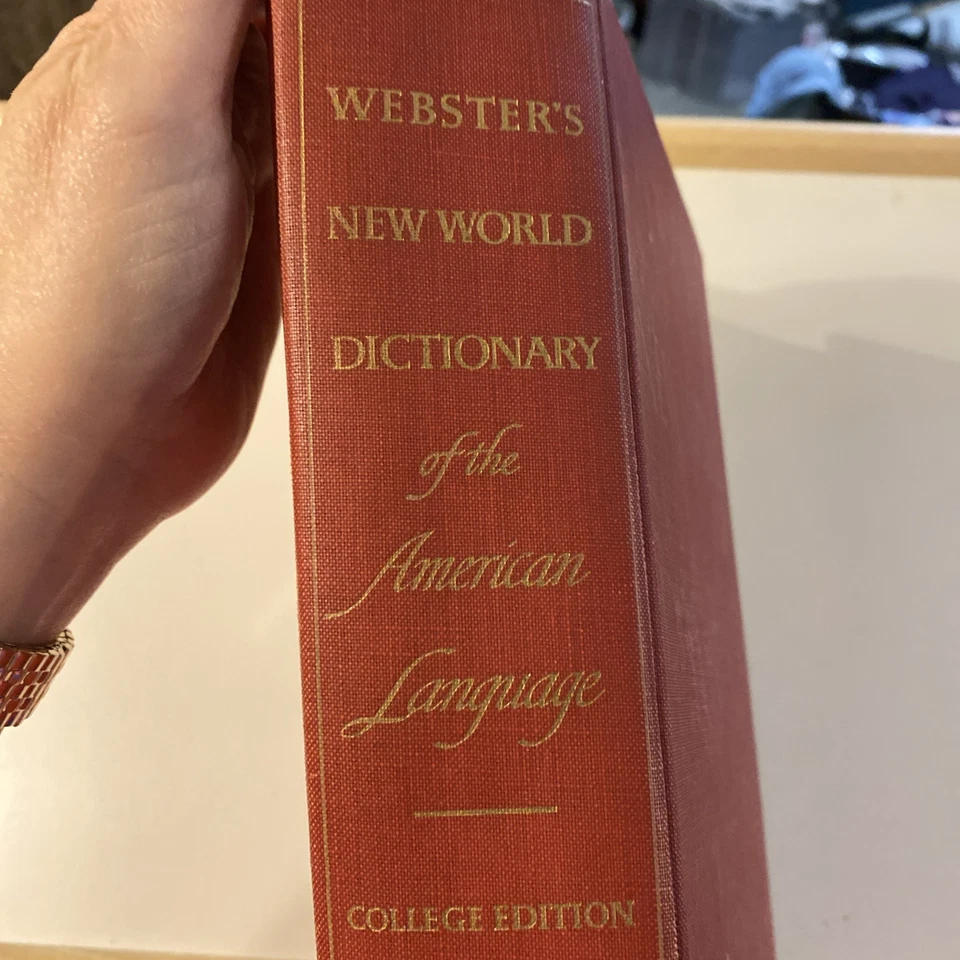 WEBSTER'S
NEW WORLD
DICTIONARY
of the
American
Language
COLLEGE EDITION